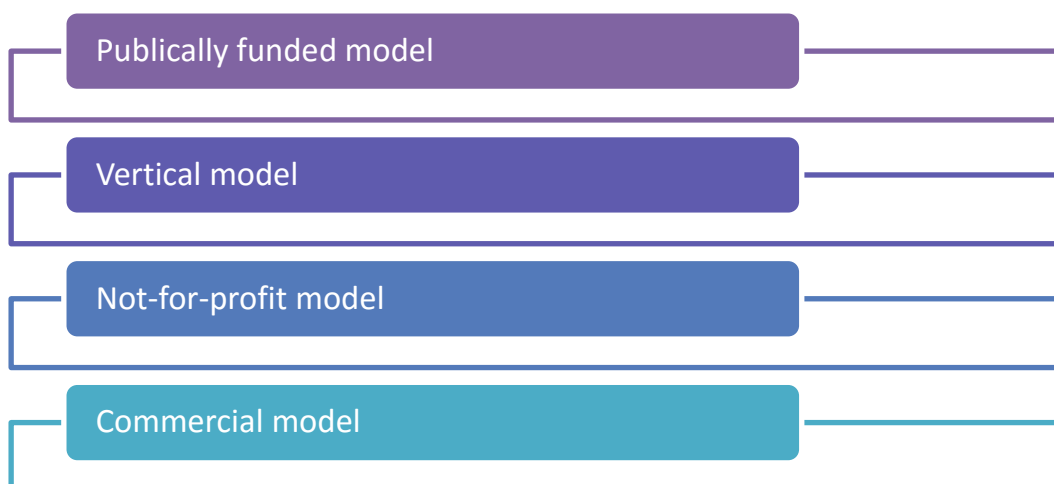 Publically funded model
Vertical model
Not-for-profit model
Commercial model